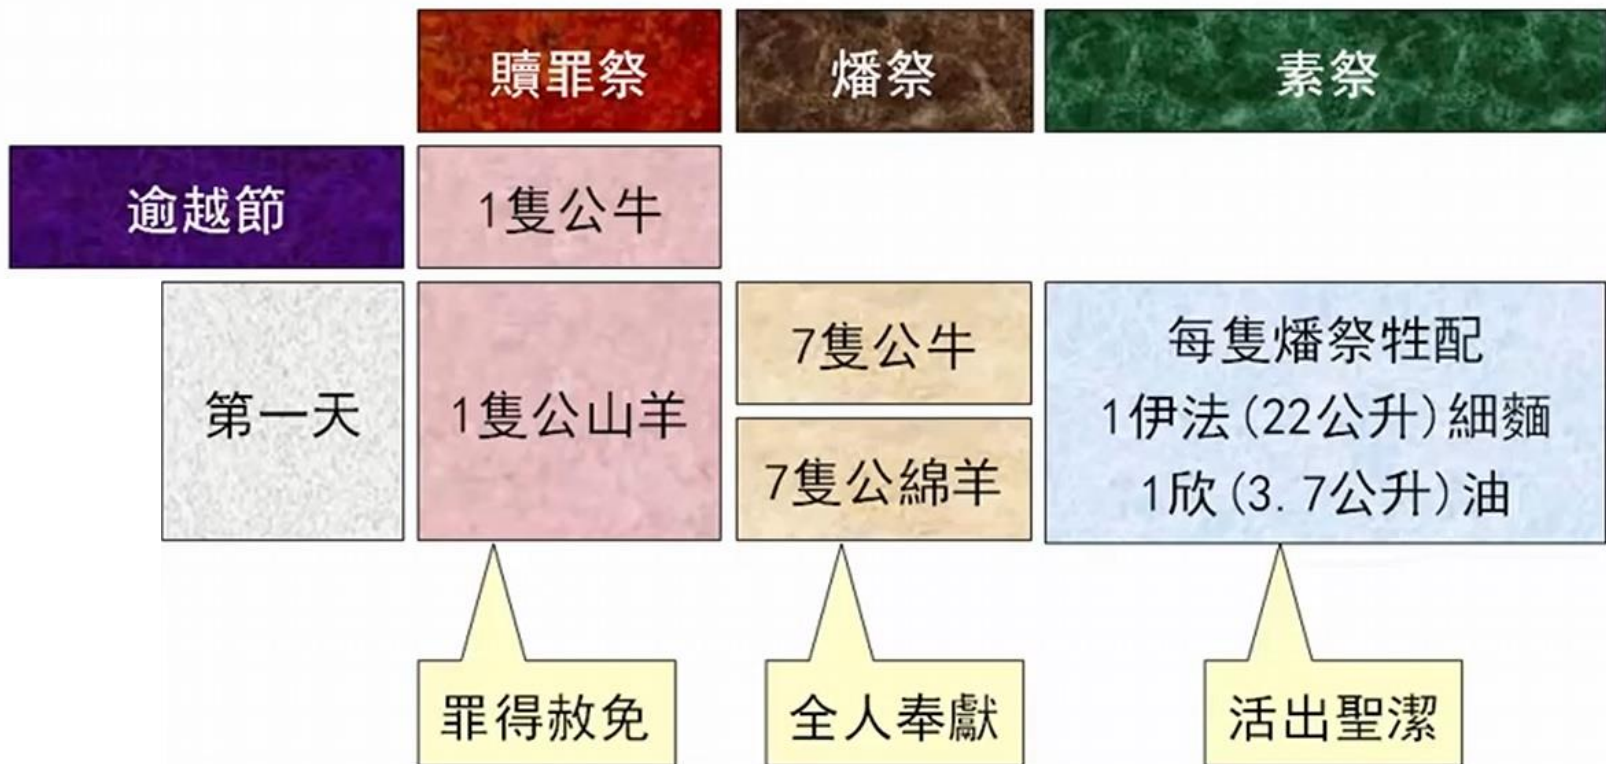 贖罪祭
燔祭
素祭
逾越節
1隻公牛
第一天
1隻公山羊
7隻公牛
7隻公綿羊
每隻燔祭牲配
1伊法(22公升)細麵
1欣(3.7公升)油
罪得赦免
全人奉獻
活出聖潔